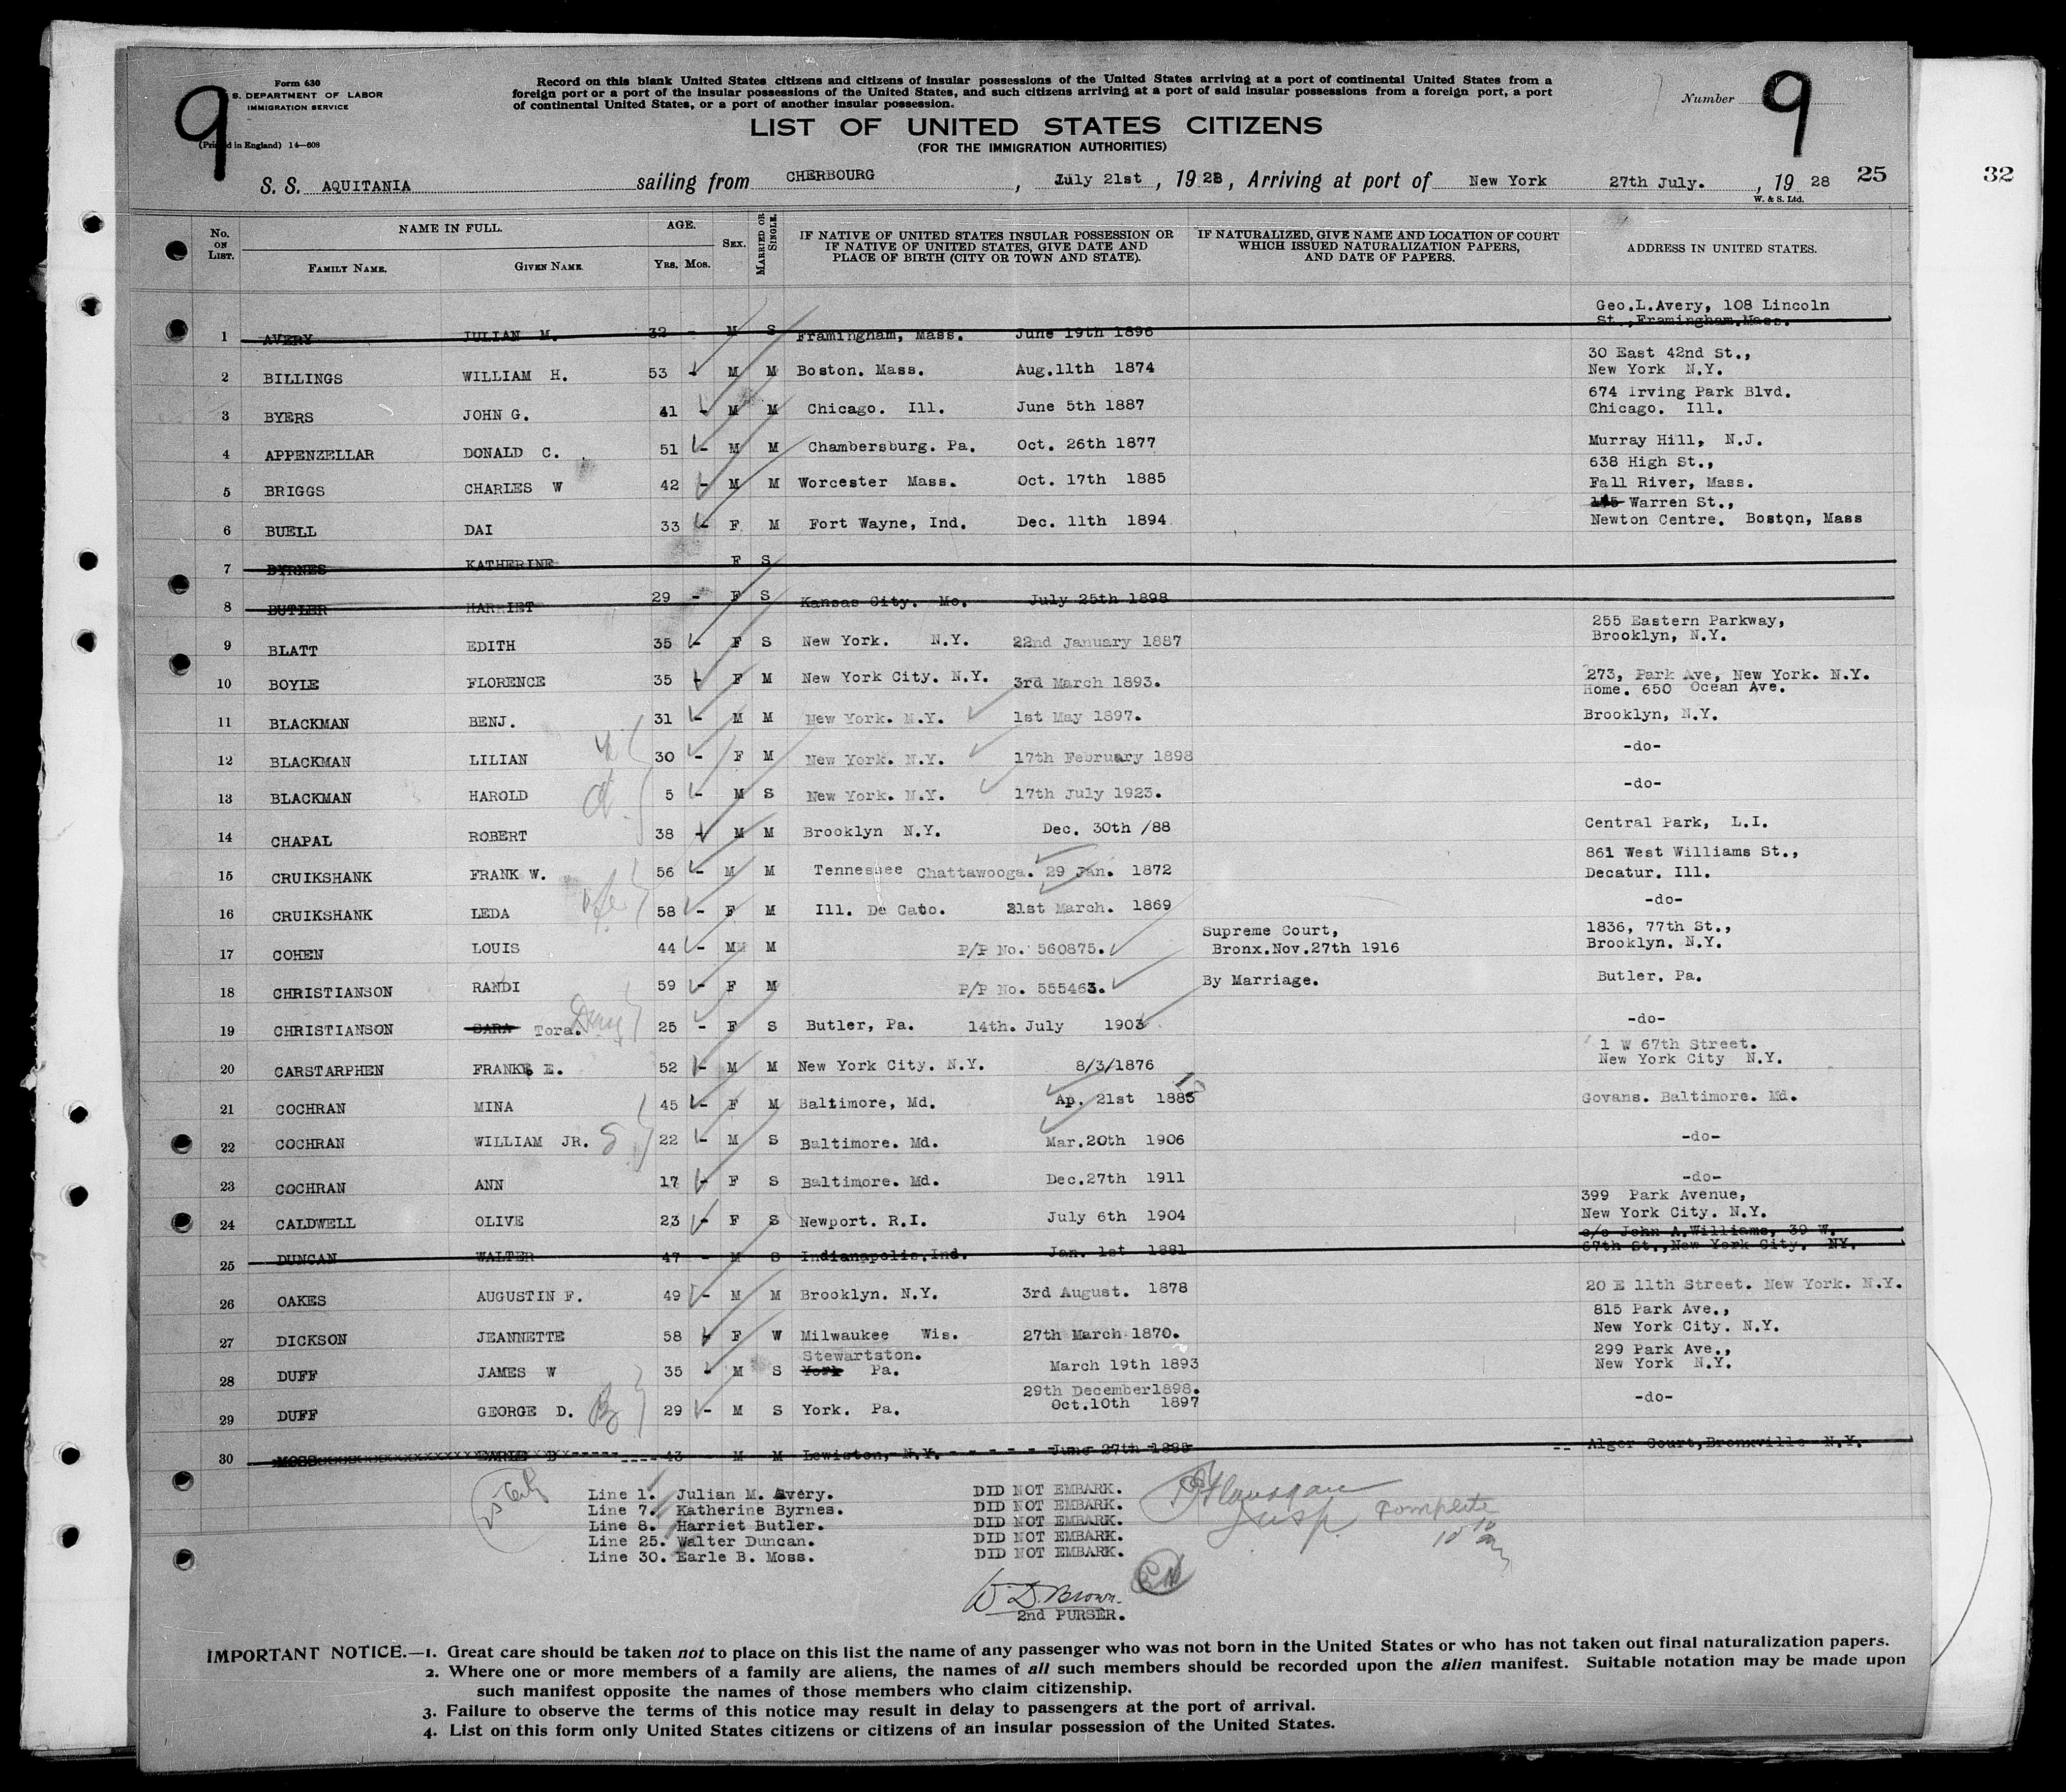 9
Form 630
S. DEPARTMENT OF LABOR
IMMIGRATION SERVICE
(Printed in England) 14—608
Record on this blank United States citizens and citizens of insular possessions of the United States arriving at a port of continental United States from a
foreign port or a port of the insular possessions of the United States, and such citizens arriving at a port of said insular possessions from a foreign port, a port
of continental United States, or a port of another insular possession.
Number 9
LIST OF UNITED STATES CITIZENS
(FOR THE IMMIGRATION AUTHORITIES)
S. S. AQUITANIA sailing from CHERBOURG, July 21st, 1928, Arriving at port of New York 27th July., 19 28 25 32
W. & S. Ltd.
No. ON LIST. NAME IN FULL. FAMILY NAME. GIVEN NAME. AGE. YRS. MOS. SEX. MARRIED OR SINGLE. IF NATIVE OF UNITED STATES INSULAR POSSESSION OR IF NATIVE OF UNITED STATES, GIVE DATE AND PLACE OF BIRTH (CITY OR TOWN AND STATE). IF NATURALIZED, GIVE NAME AND LOCATION OF COURT WHICH ISSUED NATURALIZATION PAPERS, AND DATE OF PAPERS. ADDRESS IN UNITED STATES.
1 AVERY JULIAN M. 32 - M S Framingham, Mass. June 19th 1896 Geo.L.Avery, 108 Lincoln St.,Framingham.Mass.
2 BILLINGS WILLIAM H. 53 - M M Boston. Mass. Aug.11th 1874 30 East 42nd St., New York N.Y.
3 BYERS JOHN G. 41 - M M Chicago. Ill. June 5th 1887 674 Irving Park Blvd. Chicago. Ill.
4 APPENZELLAR DONALD C. 51 - M M Chambersburg. Pa. Oct. 26th 1877 Murray Hill, N.J.
5 BRIGGS CHARLES W 42 - M M Worcester Mass. Oct. 17th 1885 638 High St., Fall River, Mass.
6 BUELL DAI 33 - F M Fort Wayne, Ind. Dec. 11th 1894 Warren St., Newton Centre. Boston, Mass
7 BYRNES KATHERINE F S
8 BUTLER HARRIET 29 - F S Kansas City. Mo. July 25th 1898
9 BLATT EDITH 35 - F S New York. N.Y. 22nd January 1887 255 Eastern Parkway, Brooklyn, N.Y.
10 BOYLE FLORENCE 35 - F M New York City. N.Y. 3rd March 1893. 273, Park Ave, New York. N.Y.
Home. 650 Ocean Ave.
11 BLACKMAN BENJ. 31 - M M New York. N.Y. 1st May 1897. Brooklyn, N.Y.
12 BLACKMAN LILIAN 30 - F M New York. N.Y. 17th February 1898 -do-
13 BLACKMAN HAROLD 5 - M S New York. N.Y. 17th July 1923. -do-
14 CHAPAL ROBERT 38 - M M Brooklyn N.Y. Dec. 30th /88 Central Park, L.I.
15 CRUIKSHANK FRANK W. 56 - M M Tennessee Chattawooga. 29 Jan. 1872 861 West Williams St., Decatur. Ill.
16 CRUIKSHANK LEDA 58 - F M Ill. De Cato. 31st March. 1869 -do-
17 COHEN LOUIS 44 - M M P/P No. 560875. Supreme Court, Bronx.Nov.27th 1916 1836, 77th St., Brooklyn. N.Y.
18 CHRISTIANSON RANDI 59 - F M P/P No. 555463. By Marriage. Butler. Pa.
19 CHRISTIANSON SARA Tora. 25 - F S Butler, Pa. 14th. July 1903 -do-
20 CARSTARPHEN FRANK E. 52 - M M New York City. N.Y. 8/3/1876 1 W 67th Street. New York City N.Y.
21 COCHRAN MINA 45 - F M Baltimore, Md. Ap. 21st 1883 Govans. Baltimore. Md.
22 COCHRAN WILLIAM JR. 22 - M S Baltimore. Md. Mar.20th 1906 -do-
23 COCHRAN ANN 17 - F S Baltimore. Md. Dec.27th 1911 -do-
24 CALDWELL OLIVE 23 - F S Newport. R.I. July 6th 1904 399 Park Avenue, New York City. N.Y.
25 DUNCAN WALTER 47 - M S Indianapolis,Ind. Jan. 1st 1881 c/o John A.Williams, 39 W. 67th St.,New York City. NY.
26 OAKES AUGUSTIN F. 49 - M M Brooklyn. N.Y. 3rd August. 1878 20 E 11th Street. New York. N.Y.
27 DICKSON JEANNETTE 58 - F W Milwaukee Wis. 27th March 1870. 815 Park Ave., New York City. N.Y.
28 DUFF JAMES W 35 - M S Stewartston. York Pa. March 19th 1893 299 Park Ave., New York N.Y.
29 DUFF GEORGE D. 29 - M S York. Pa. 29th December1898. Oct.10th 1897 -do-
30 MOSS EARLE B 43 - M M Lewiston, N.Y. June 27th 1885 Alger Court,Bronxville N.Y.
Line 1. Julian M. Avery. DID NOT EMBARK.
Line 7. Katherine Byrnes. DID NOT EMBARK.
Line 8. Harriet Butler. DID NOT EMBARK.
Line 25. Walter Duncan. DID NOT EMBARK.
Line 30. Earle B. Moss. DID NOT EMBARK.
Complete
W. D. Brown.
2nd PURSER.
IMPORTANT NOTICE.—1. Great care should be taken not to place on this list the name of any passenger who was not born in the United States or who has not taken out final naturalization papers.
2. Where one or more members of a family are aliens, the names of all such members should be recorded upon the alien manifest. Suitable notation may be made upon
such manifest opposite the names of those members who claim citizenship.
3. Failure to observe the terms of this notice may result in delay to passengers at the port of arrival.
4. List on this form only United States citizens or citizens of an insular possession of the United States.